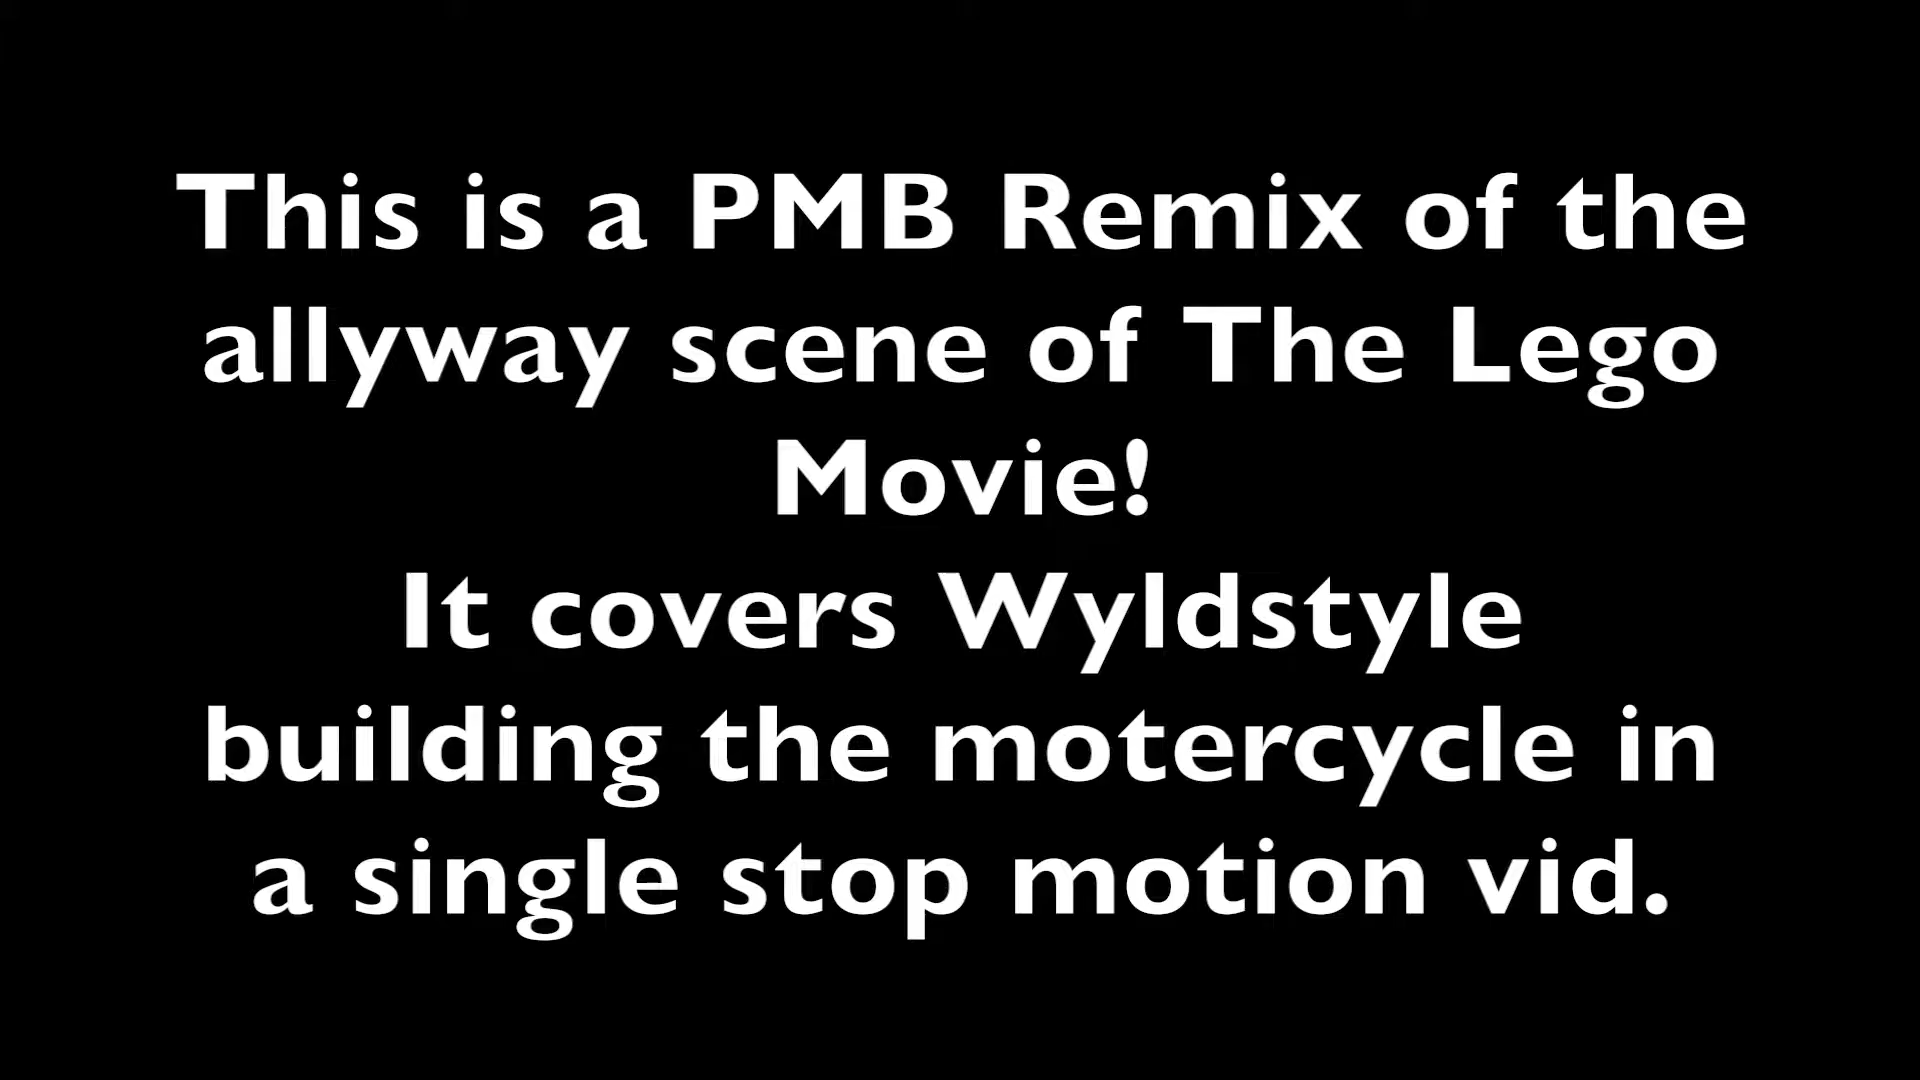 This is a PMB Remix of the
allyway scene of The Lego
Movie!
It covers Wyldstyle
building the motercycle in
a single stop motion vid.